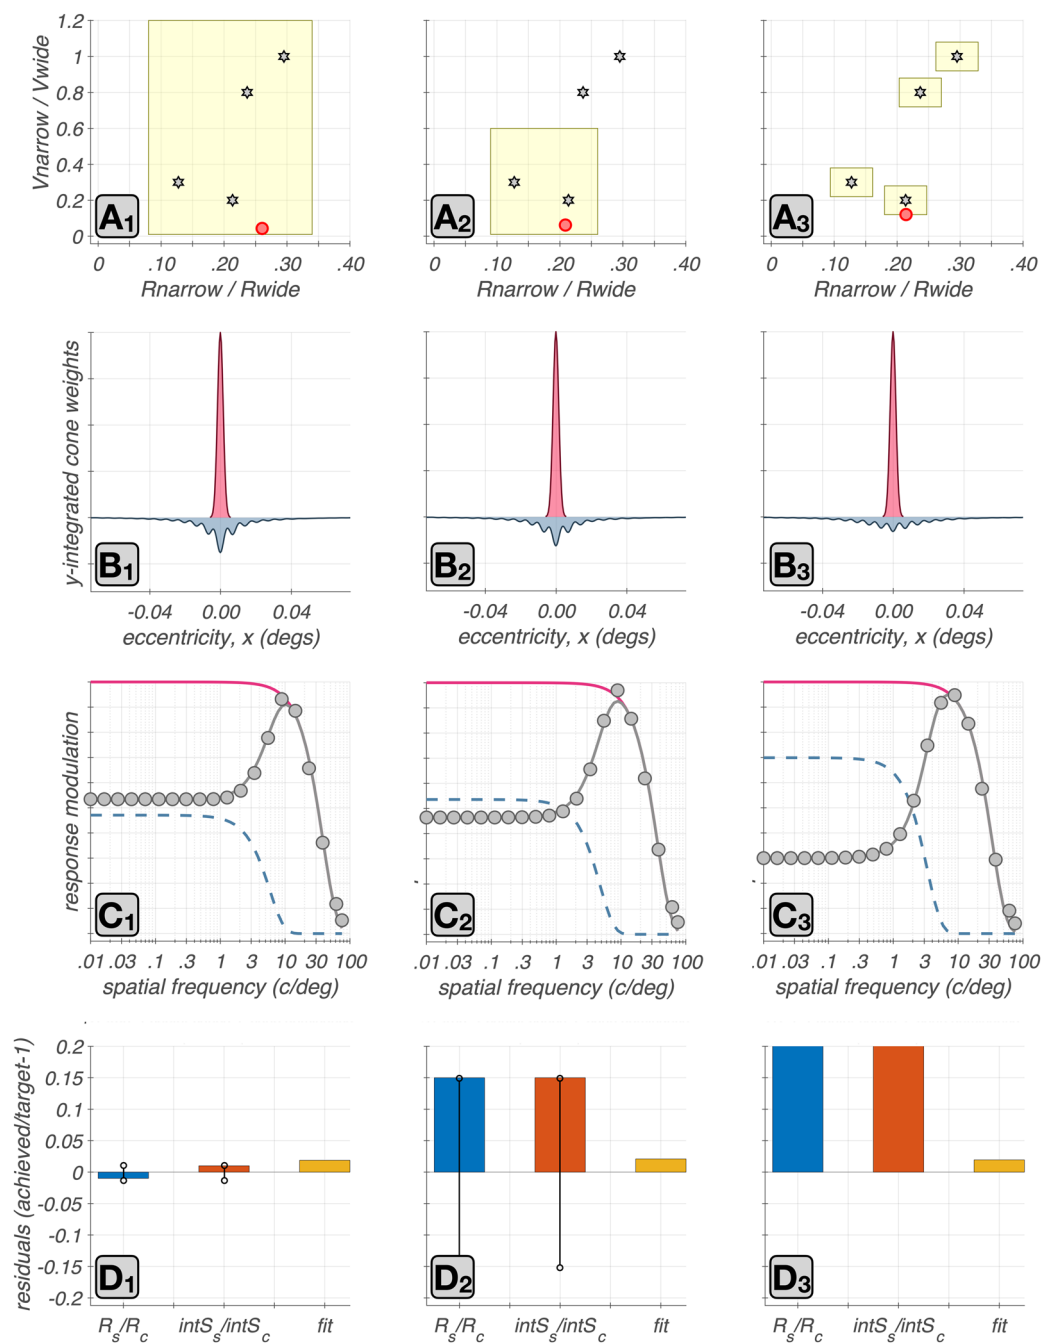 Vnarrow / Vwide
1.2
1
0.8
0.6
0.4
0.2
0
A1
A2
A3
0 .10 .20 .30 .40
0 .10 .20 .30 .40
0 .10 .20 .30 .40
Rnarrow / Rwide
Rnarrow / Rwide
Rnarrow / Rwide
y-integrated cone weights
B1
B2
B3
-0.04 0.00 0.04
-0.04 0.00 0.04
-0.04 0.00 0.04
eccentricity, x (degs)
eccentricity, x (degs)
eccentricity, x (degs)
response modulation
C1
C2
C3
.01 .03 .1 .3 1 3 10 30 100
.01 .03 .1 .3 1 3 10 30 100
.01 .03 .1 .3 1 3 10 30 100
spatial frequency (c/deg)
spatial frequency (c/deg)
spatial frequency (c/deg)
residuals (achieved/target-1)
0.2
0.15
0.1
0.05
0
-0.05
-0.1
-0.15
-0.2
D1
D2
D3
Rs/Rc intSs/intSc fit
Rs/Rc intSs/intSc fit
Rs/Rc intSs/intSc fit